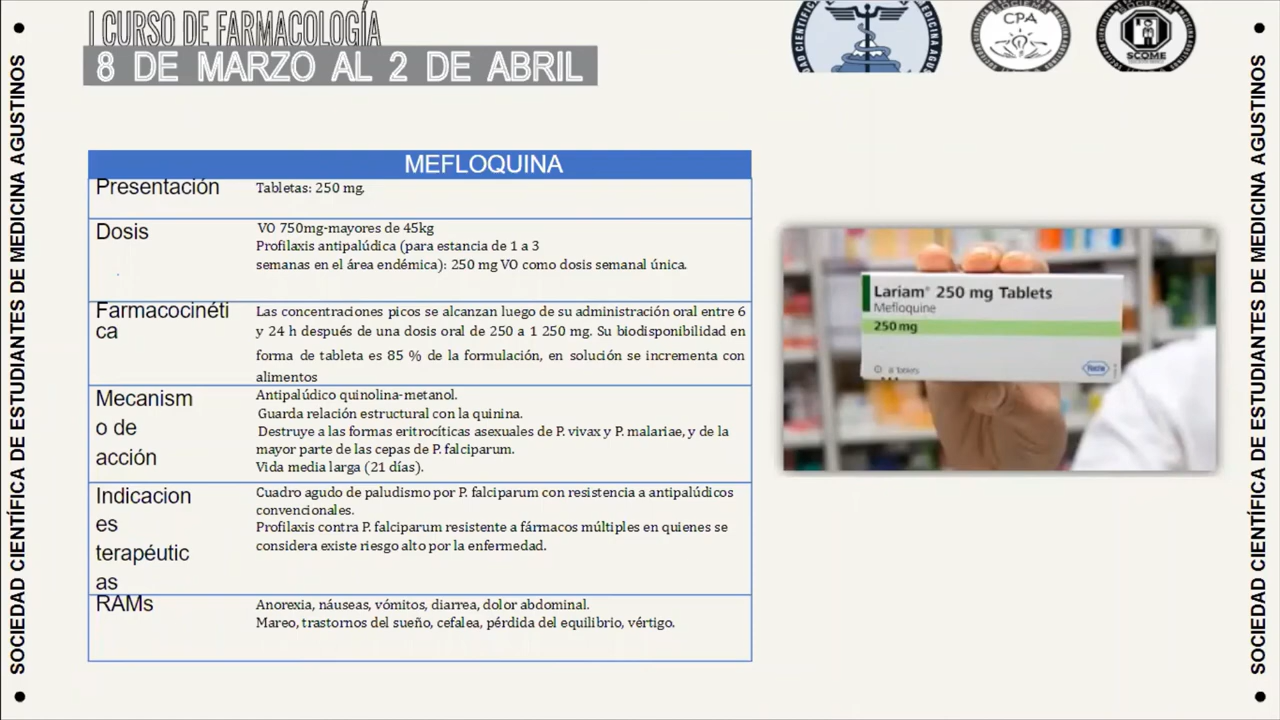 I CURSO DE FARMACOLOGÍA
8 DE MARZO AL 2 DE ABRIL
CPA
SCOME
SOCIEDAD CIENTÍFICA DE ESTUDIANTES DE MEDICINA AGUSTINOS
MEFLOQUINA
Presentación
Tabletas: 250 mg.
Dosis
VO 750mg-mayores de 45kg
Profilaxis antipalúdica (para estancia de 1 a 3
semanas en el área endémica): 250 mg VO como dosis semanal única.
Farmacocinéti
ca
Las concentraciones picos se alcanzan luego de su administración oral entre 6
y 24 h después de una dosis oral de 250 a 1 250 mg. Su biodisponibilidad en
forma de tableta es 85 % de la formulación, en solución se incrementa con
alimentos
Mecanism
o de
acción
Antipalúdico quinolina-metanol.
Guarda relación estructural con la quinina.
Destruye a las formas eritrocíticas asexuales de P. vivax y P. malariae, y de la
mayor parte de las cepas de P. falciparum.
Vida media larga (21 días).
Indicacion
es
terapéutic
as
Cuadro agudo de paludismo por P. falciparum con resistencia a antipalúdicos
convencionales.
Profilaxis contra P. falciparum resistente a fármacos múltiples en quienes se
considera existe riesgo alto por la enfermedad.
RAMs
Anorexia, náuseas, vómitos, diarrea, dolor abdominal.
Mareo, trastornos del sueño, cefalea, pérdida del equilibrio, vértigo.
Lariam® 250 mg Tablets
Mefloquine
250 mg
8 Tablets
Roche
SOCIEDAD CIENTÍFICA DE ESTUDIANTES DE MEDICINA AGUSTINOS